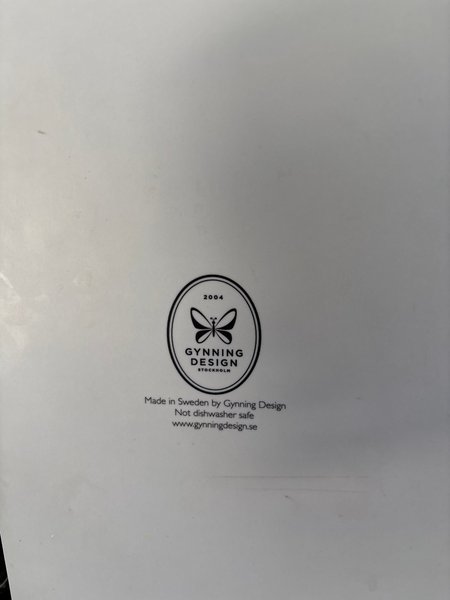 2004
GYNNING
DESIGN
STOCKHOLM
Made in Sweden by Gynning Design
Not dishwasher safe
www.gynningdesign.se